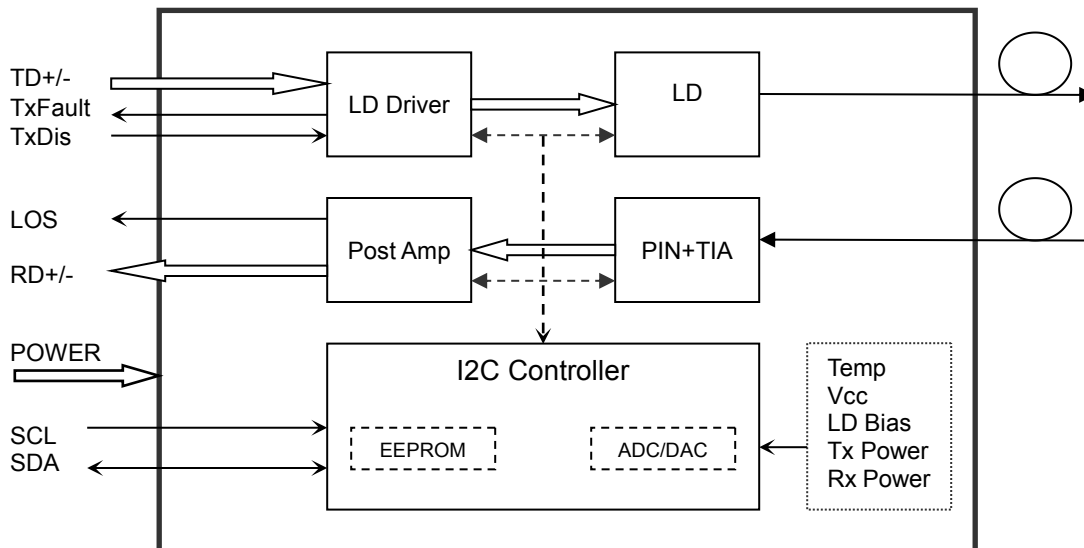 TD+/-
TxFault
TxDis
LD Driver
LD
LOS
RD+/-
Post Amp
PIN+TIA
POWER
SCL
SDA
I2C Controller
EEPROM
ADC/DAC
Temp
Vcc
LD Bias
Tx Power
Rx Power